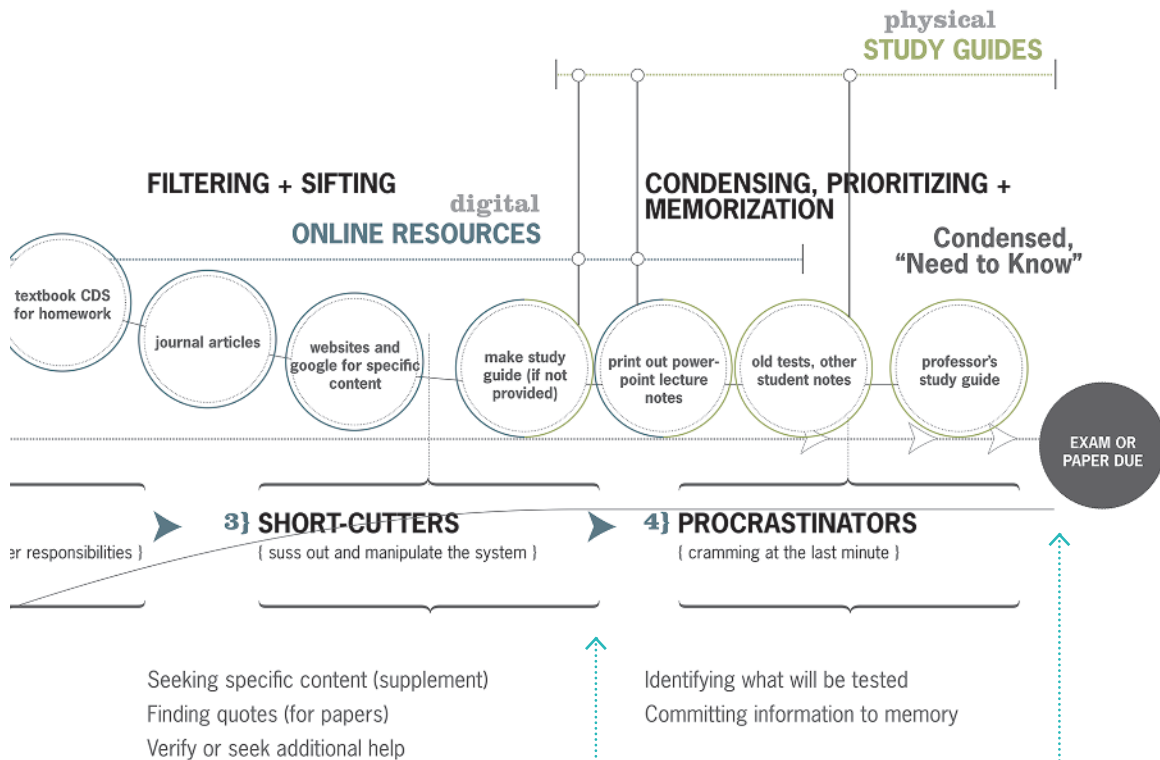 physical
STUDY GUIDES
FILTERING + SIFTING
CONDENSING, PRIORITIZING +
MEMORIZATION
digital
ONLINE RESOURCES
Condensed,
“Need to Know”
textbook CDS
for homework
journal articles
websites and
google for specific
content
make study
guide (if not
provided)
print out power-
point lecture
notes
old tests, other
student notes
professor's
study guide
EXAM OR
PAPER DUE
3} SHORT-CUTTERS
{ suss out and manipulate the system }
4} PROCRASTINATORS
{ cramming at the last minute }
responsibilities }
Seeking specific content (supplement)
Finding quotes (for papers)
Verify or seek additional help
Identifying what will be tested
Committing information to memory